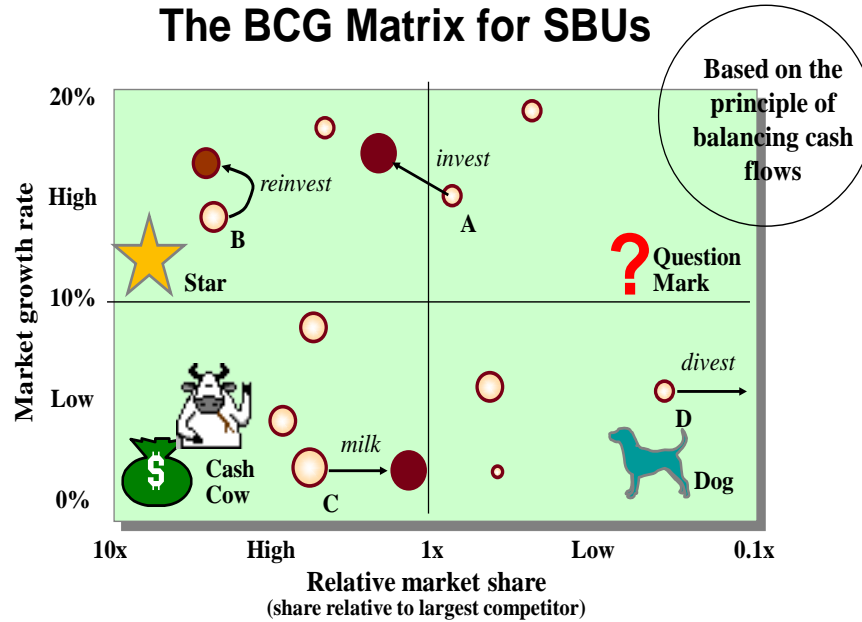 The BCG Matrix for SBUs
Based on the
principle of
balancing cash
flows
20%
High
10%
Low
0%
Market growth rate
reinvest
invest
B
A
Star
?
Question
Mark
divest
D
milk
$
Cash
Cow
C
Dog
10x
High
1x
Low
0.1x
Relative market share
(share relative to largest competitor)